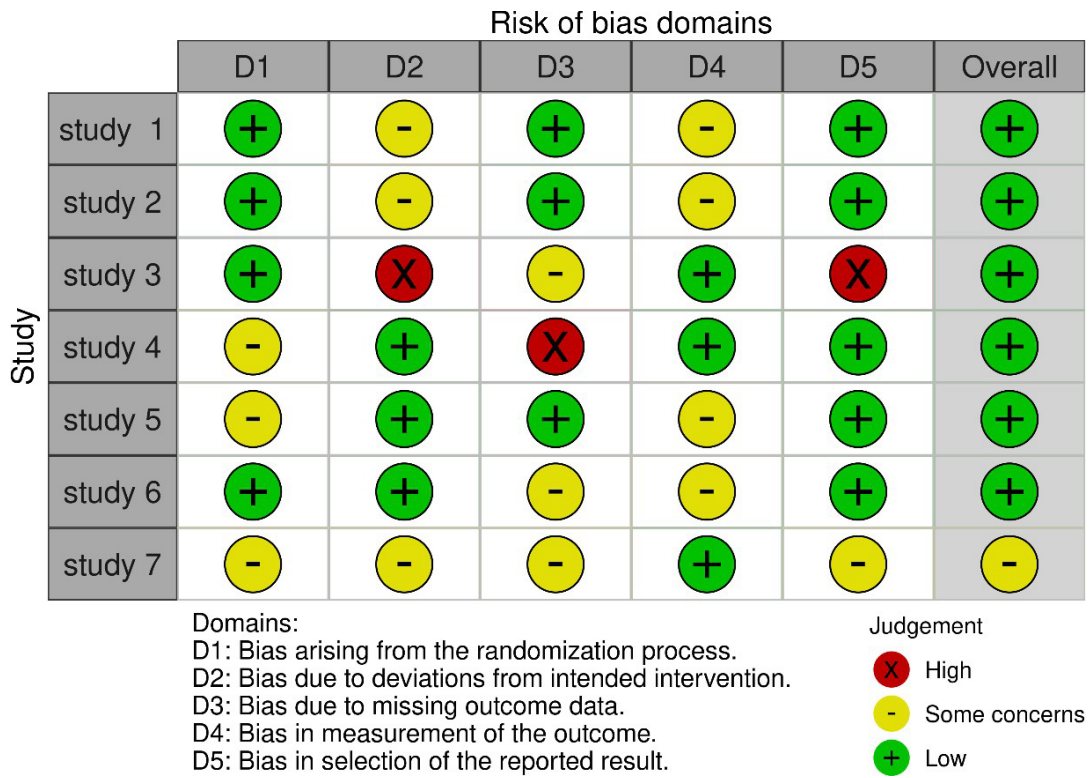 Risk of bias domains
D1 D2 D3 D4 D5 Overall
Study
study 1 + - + - + +
study 2 + - + - + +
study 3 + X - + X +
study 4 - + X + + +
study 5 - + + - + +
study 6 + + - - + +
study 7 - - - + - -
Domains:
D1: Bias arising from the randomization process.
D2: Bias due to deviations from intended intervention.
D3: Bias due to missing outcome data.
D4: Bias in measurement of the outcome.
D5: Bias in selection of the reported result.
Judgement
X High
- Some concerns
+ Low